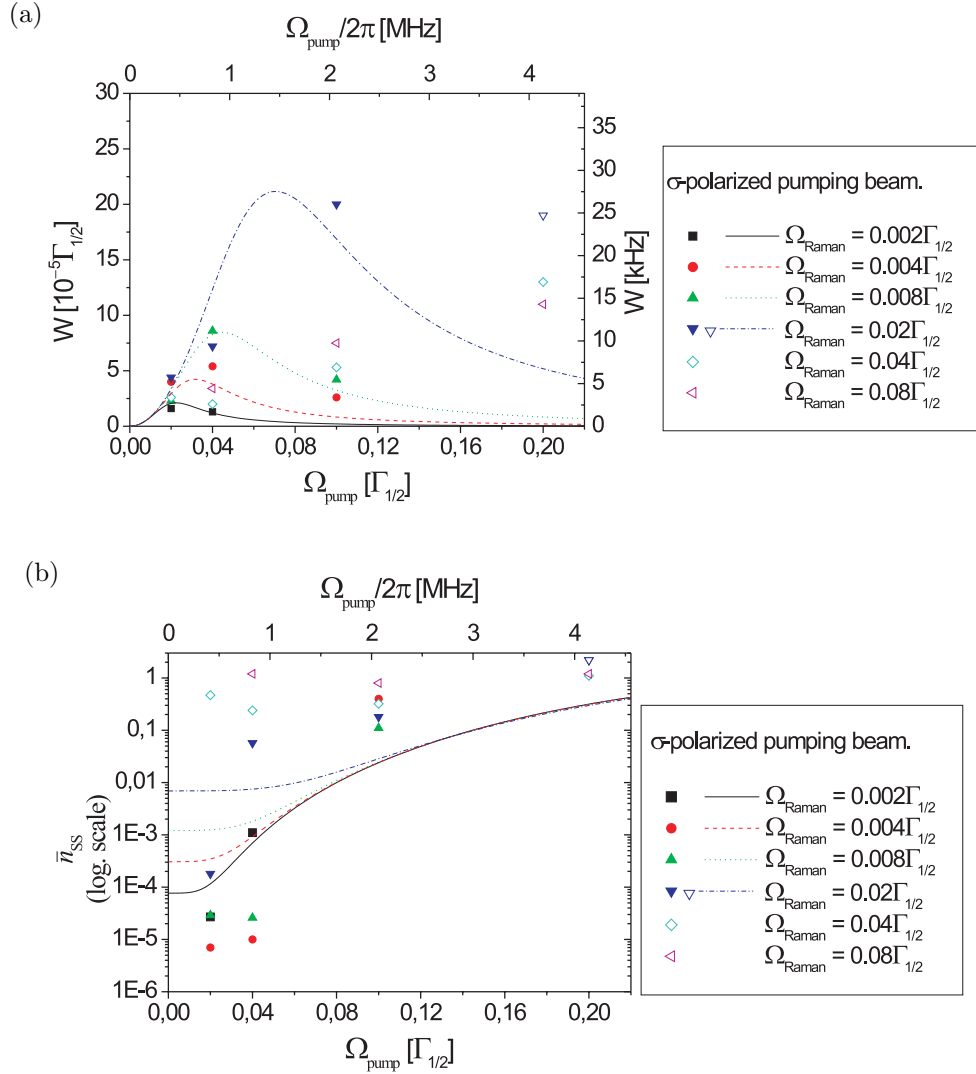 (a)
Ω_pump/2π [MHz]
0 1 2 3 4
30
25
20
15
10
5
0
W [10⁻⁵Γ_1/2]
35
30
25
20
15
10
5
0
W [kHz]
0,00 0,04 0,08 0,12 0,16 0,20
Ω_pump [Γ_1/2]
σ-polarized pumping beam.
Ω_Raman = 0.002Γ_1/2
Ω_Raman = 0.004Γ_1/2
Ω_Raman = 0.008Γ_1/2
Ω_Raman = 0.02Γ_1/2
Ω_Raman = 0.04Γ_1/2
Ω_Raman = 0.08Γ_1/2
(b)
Ω_pump/2π [MHz]
0 1 2 3 4
1
0,1
0,01
1E-3
1E-4
1E-5
1E-6
n̄_SS
(log. scale)
0,00 0,04 0,08 0,12 0,16 0,20
Ω_pump [Γ_1/2]
σ-polarized pumping beam.
Ω_Raman = 0.002Γ_1/2
Ω_Raman = 0.004Γ_1/2
Ω_Raman = 0.008Γ_1/2
Ω_Raman = 0.02Γ_1/2
Ω_Raman = 0.04Γ_1/2
Ω_Raman = 0.08Γ_1/2